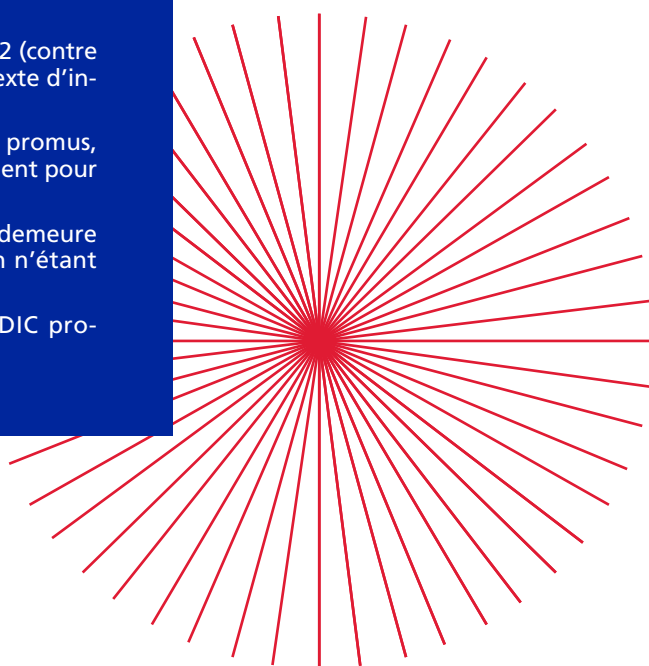 2 (contre
exte d’in-
promus,
ent pour
demeure
n n’étant
DIC pro-